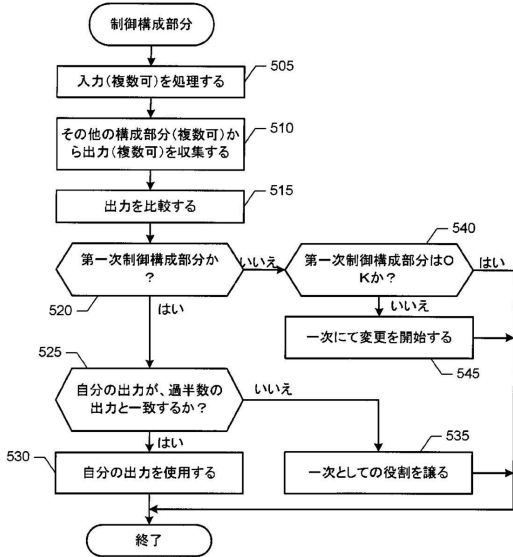 制御構成部分
入力(複数可)を処理する
505
その他の構成部分(複数可)か
ら出力(複数可)を収集する
510
出力を比較する
515
第一次制御構成部分か
?
520
いいえ
はい
第一次制御構成部分はO
Kか?
540
はい
いいえ
一次にて変更を開始する
545
525
自分の出力が、過半数の
出力と一致するか?
いいえ
はい
530
自分の出力を使用する
535
一次としての役割を譲る
終了